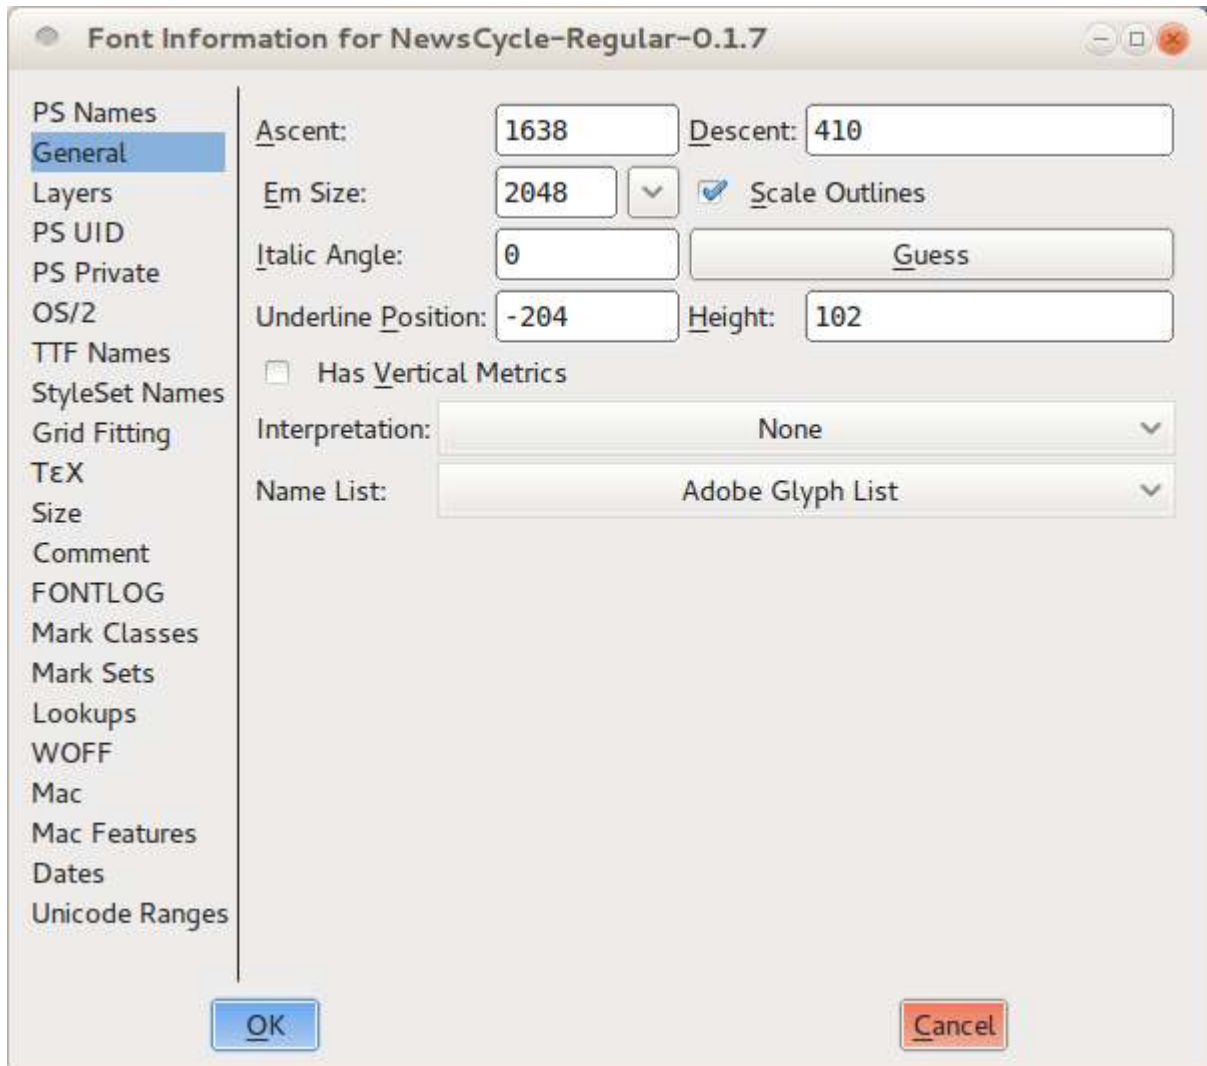 Font Information for NewsCycle-Regular-0.1.7
PS Names
General
Layers
PS UID
PS Private
OS/2
TTF Names
StyleSet Names
Grid Fitting
ΤεΧ
Size
Comment
FONTLOG
Mark Classes
Mark Sets
Lookups
WOFF
Mac
Mac Features
Dates
Unicode Ranges
Ascent: 1638 Descent: 410
Em Size: 2048 Scale Outlines
Italic Angle: 0 Guess
Underline Position: -204 Height: 102
Has Vertical Metrics
Interpretation: None
Name List: Adobe Glyph List
OK Cancel